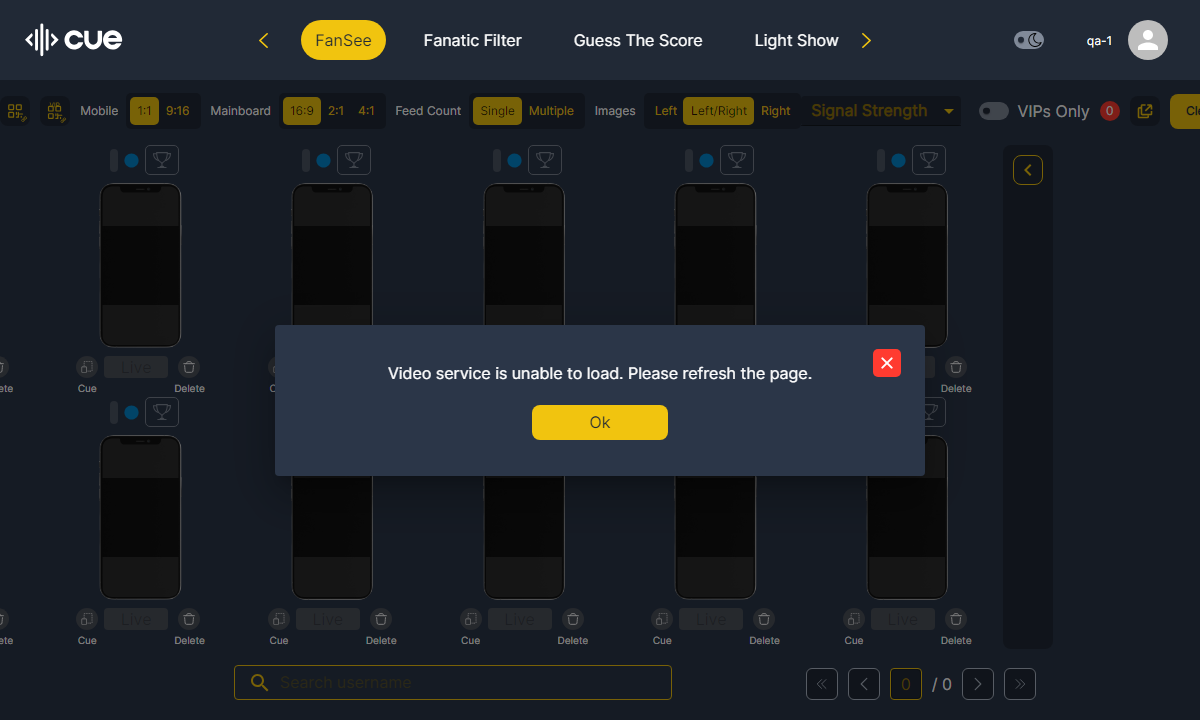 cue
FanSee
Fanatic Filter
Guess The Score
Light Show
qa-1
Mobile
1:1
9:16
Mainboard
16:9
2:1
4:1
Feed Count
Single
Multiple
Images
Left
Left/Right
Right
Signal Strength
VIPs Only
0
Cle
ete
Cue
Live
Delete
Delete
Video service is unable to load. Please refresh the page.
Ok
ete
Cue
Live
Delete
Cue
Live
Delete
Cue
Live
Delete
Cue
Live
Delete
Cue
Live
Delete
Search username
0
/ 0